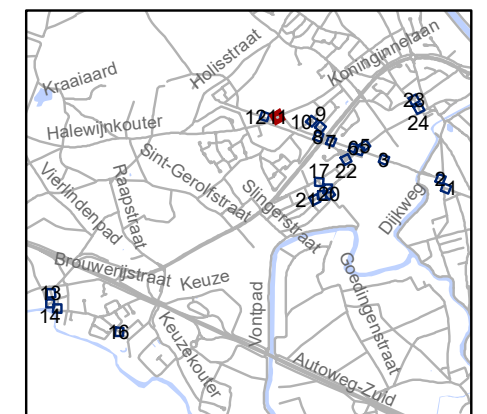 Holisstraat
Koninginnelaan
Kraaiaard
23
24
12
11
10
9
Halewijnkouter
8
7
6
5
3
22
Sint-Gerolfstraat
17
2
1
Vierlindenpad
Raapstraat
Slingerstraat
21
20
Dijkweg
Brouwerijstraat
Keuze
Goedingenstraat
13
14
16
Keuzekouter
Vontpad
Autoweg-Zuid